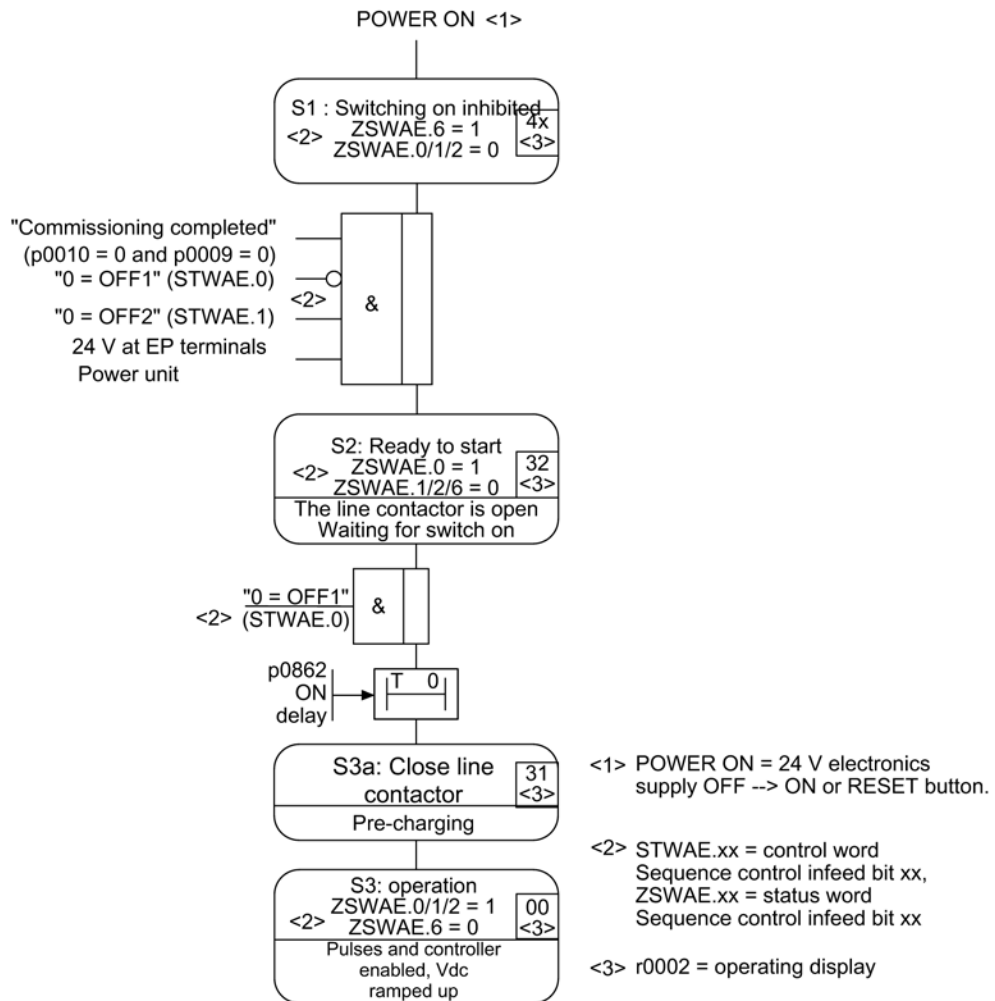 POWER ON <1>
S1 : Switching on inhibited
<2> ZSWAE.6 = 1
ZSWAE.0/1/2 = 0
4x
<3>
"Commissioning completed"
(p0010 = 0 and p0009 = 0)
"0 = OFF1" (STWAE.0)
<2>
"0 = OFF2" (STWAE.1)
24 V at EP terminals
Power unit
&
S2: Ready to start
<2> ZSWAE.0 = 1
ZSWAE.1/2/6 = 0
32
<3>
The line contactor is open
Waiting for switch on
<2> "0 = OFF1"
(STWAE.0)
&
p0862
ON
delay
T 0
S3a: Close line
contactor
31
<3>
Pre-charging
S3: operation
ZSWAE.0/1/2 = 1
<2> ZSWAE.6 = 0
00
<3>
Pulses and controller
enabled, Vdc
ramped up
<1> POWER ON = 24 V electronics
supply OFF --> ON or RESET button.
<2> STWAE.xx = control word
Sequence control infeed bit xx,
ZSWAE.xx = status word
Sequence control infeed bit xx
<3> r0002 = operating display